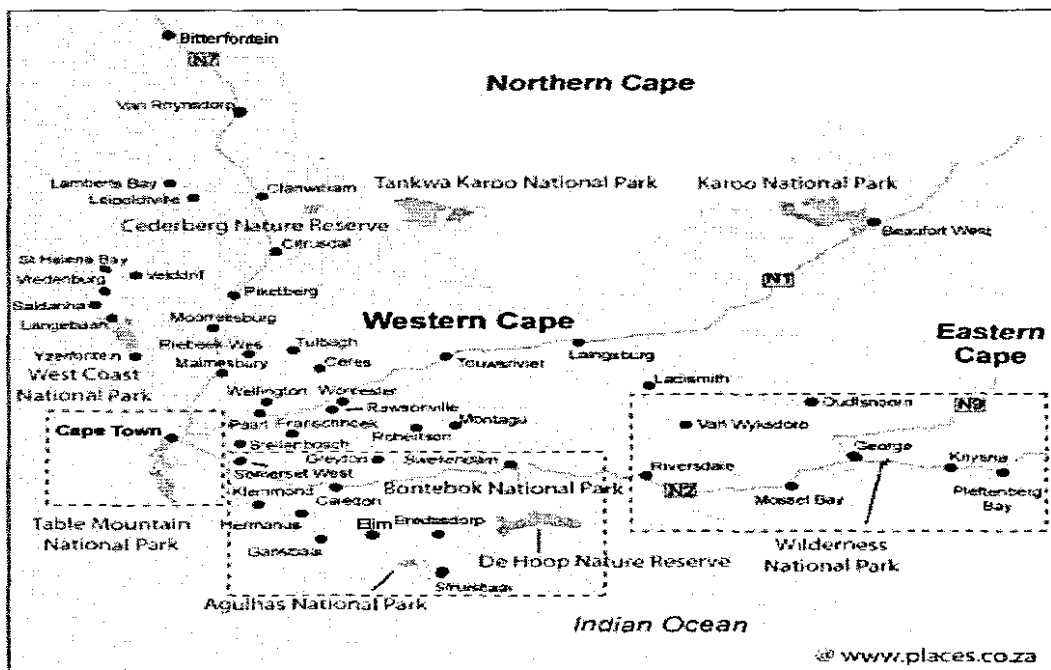 Bitterfontein
N7
Northern Cape
Van Rhynsdorp
Lamberts Bay
Leipoldtville
Clanwilliam
Tankwa Karoo National Park
Karoo National Park
Cederberg Nature Reserve
Beaufort West
Citrusdal
St Helena Bay
Vredenburg
Velddrif
N1
Saldanha
Piketberg
Langebaan
Moorreesburg
Western Cape
Eastern
Cape
Riebeek Wes
Tulbagh
Yzerfontein
Malmesbury
Ceres
Touwsrivier
Laingsburg
West Coast
National Park
Ladismith
Wellington
Worcester
Rawsonville
Oudtshoorn
N9
Cape Town
Paarl
Franschhoek
Robertson
Montagu
Van Wyksdorp
Stellenbosch
George
Greyton
Swellendam
Riversdale
Knysna
Somerset West
Bontebok National Park
N2
Mossel Bay
Plettenberg
Bay
Kleinmond
Caledon
Table Mountain
National Park
Hermanus
Elim
Bredasdorp
Gansbaai
De Hoop Nature Reserve
Wilderness
National Park
Struisbaai
Agulhas National Park
Indian Ocean
@ www.places.co.za